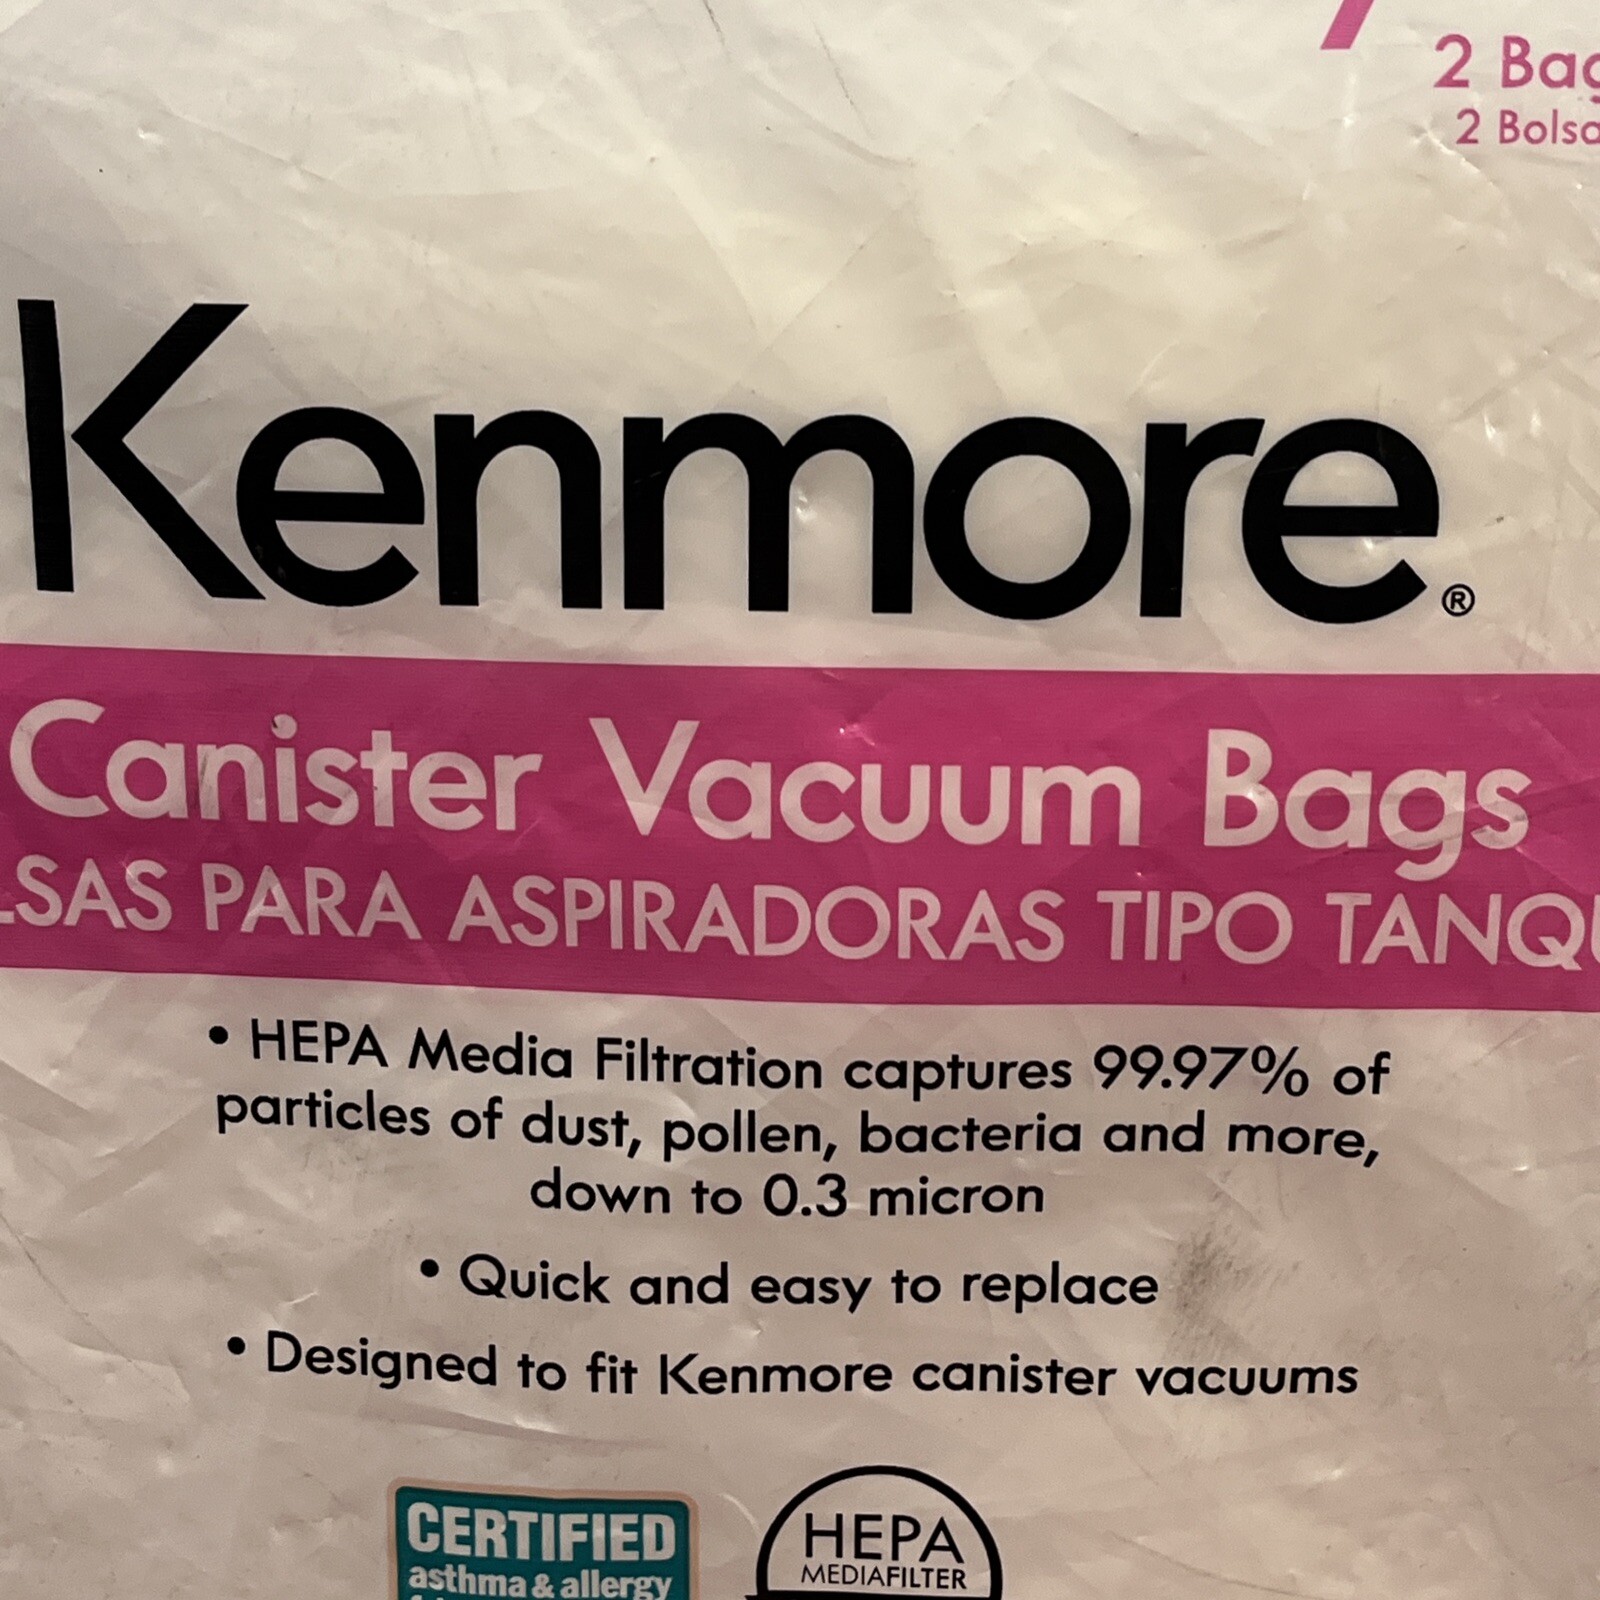 2 Bag
2 Bolsa
Kenmore®
Canister Vacuum Bags
LSAS PARA ASPIRADORAS TIPO TANQU
• HEPA Media Filtration captures 99.97% of
particles of dust, pollen, bacteria and more,
down to 0.3 micron
• Quick and easy to replace
• Designed to fit Kenmore canister vacuums
CERTIFIED
asthma & allergy
HEPA
MEDIAFILTER